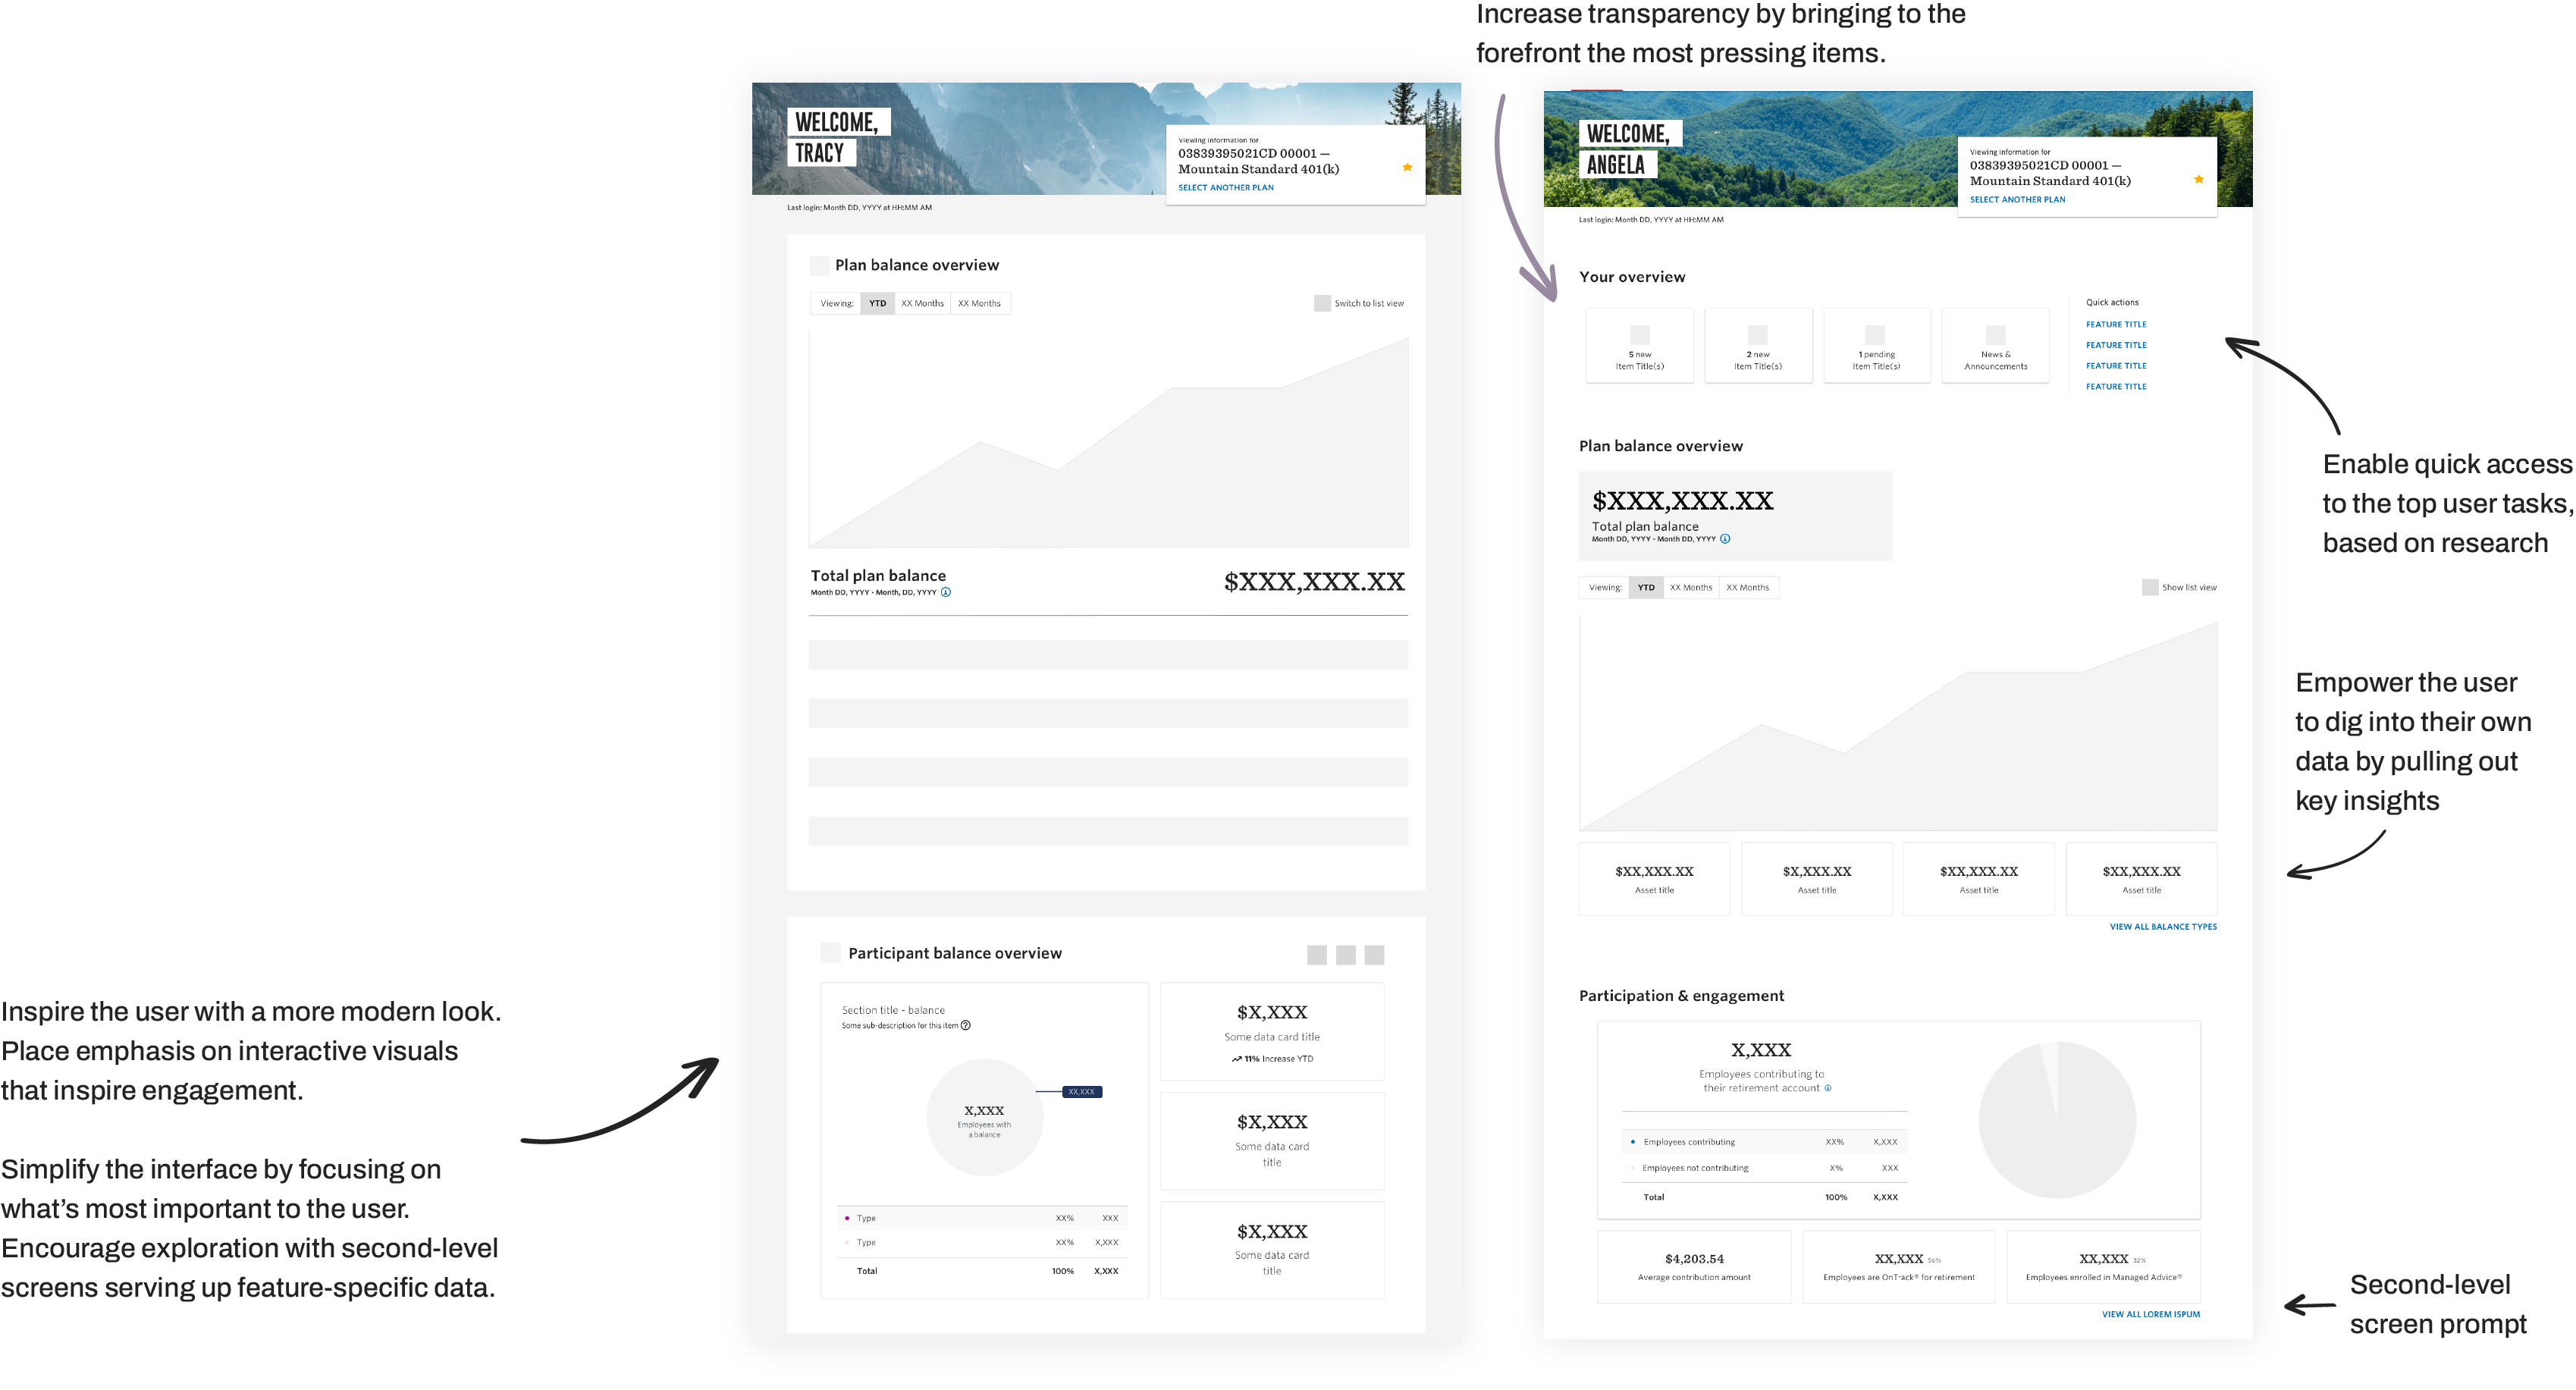 Increase transparency by bringing to the
forefront the most pressing items.
WELCOME,
TRACY
Viewing information for
03839395021CD 00001 —
Mountain Standard 401(k)
SELECT ANOTHER PLAN
Last login: Month DD, YYYY at HH:MM AM
Plan balance overview
Viewing: YTD XX Months XX Months
Switch to list view
Total plan balance
Month DD, YYYY - Month, DD, YYYY
$XXX,XXX.XX
Participant balance overview
Section title - balance
Some sub-description for this item
XX,XXX
X,XXX
Employees with
a balance
Type XX% XXX
Type XX% X,XXX
Total 100% X,XXX
$X,XXX
Some data card title
11% Increase YTD
$X,XXX
Some data card
title
$X,XXX
Some data card
title
Inspire the user with a more modern look.
Place emphasis on interactive visuals
that inspire engagement.
Simplify the interface by focusing on
what’s most important to the user.
Encourage exploration with second-level
screens serving up feature-specific data.
WELCOME,
ANGELA
Viewing information for
03839395021CD 00001 —
Mountain Standard 401(k)
SELECT ANOTHER PLAN
Last login: Month DD, YYYY at HH:MM AM
Your overview
5 new
Item Title(s)
2 new
Item Title(s)
1 pending
Item Title(s)
News &
Announcements
Quick actions
FEATURE TITLE
FEATURE TITLE
FEATURE TITLE
FEATURE TITLE
Plan balance overview
$XXX,XXX.XX
Total plan balance
Month DD, YYYY - Month DD, YYYY
Viewing: YTD XX Months XX Months
Show list view
$XX,XXX.XX
Asset title
$X,XXX.XX
Asset title
$XX,XXX.XX
Asset title
$XX,XXX.XX
Asset title
VIEW ALL BALANCE TYPES
Participation & engagement
X,XXX
Employees contributing to
their retirement account
Employees contributing XX% X,XXX
Employees not contributing X% XXX
Total 100% X,XXX
$4,203.54
Average contribution amount
XX,XXX 56%
Employees are OnTrack® for retirement
XX,XXX 32%
Employees enrolled in Managed Advice®
VIEW ALL LOREM ISPUM
Enable quick access
to the top user tasks,
based on research
Empower the user
to dig into their own
data by pulling out
key insights
Second-level
screen prompt